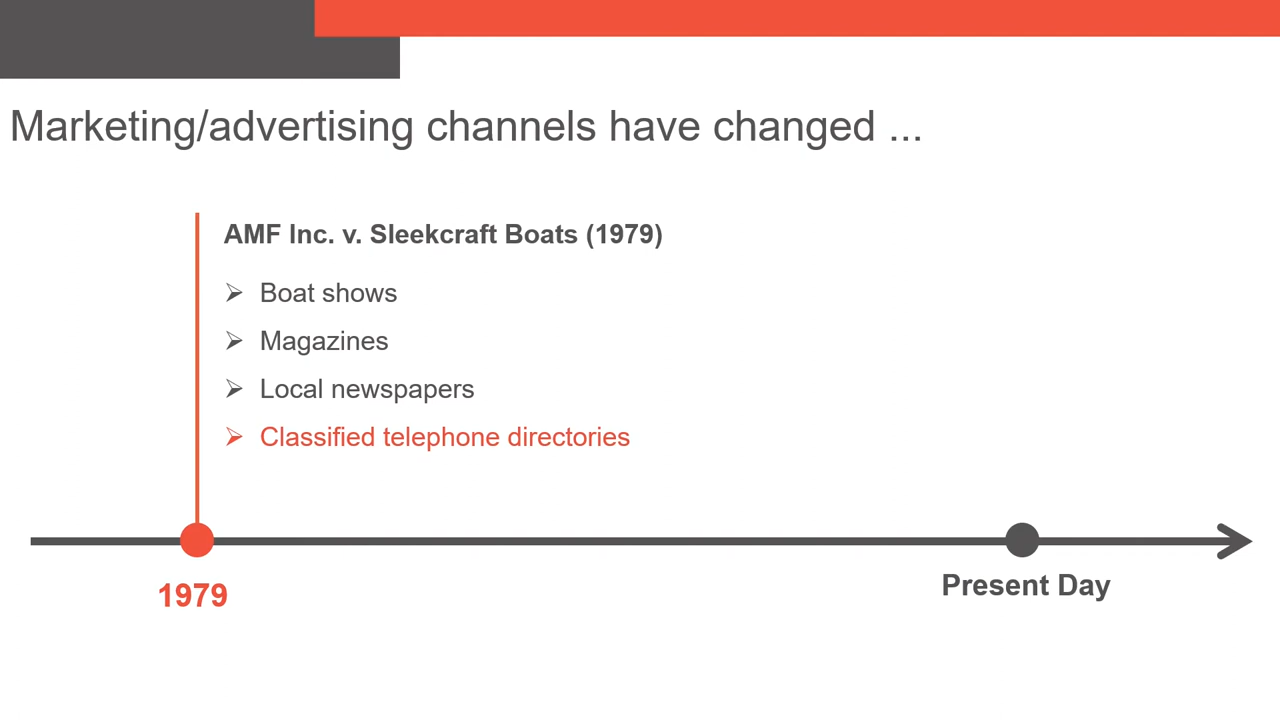 Marketing/advertising channels have changed ...
AMF Inc. v. Sleekcraft Boats (1979)
Boat shows
Magazines
Local newspapers
Classified telephone directories
1979
Present Day